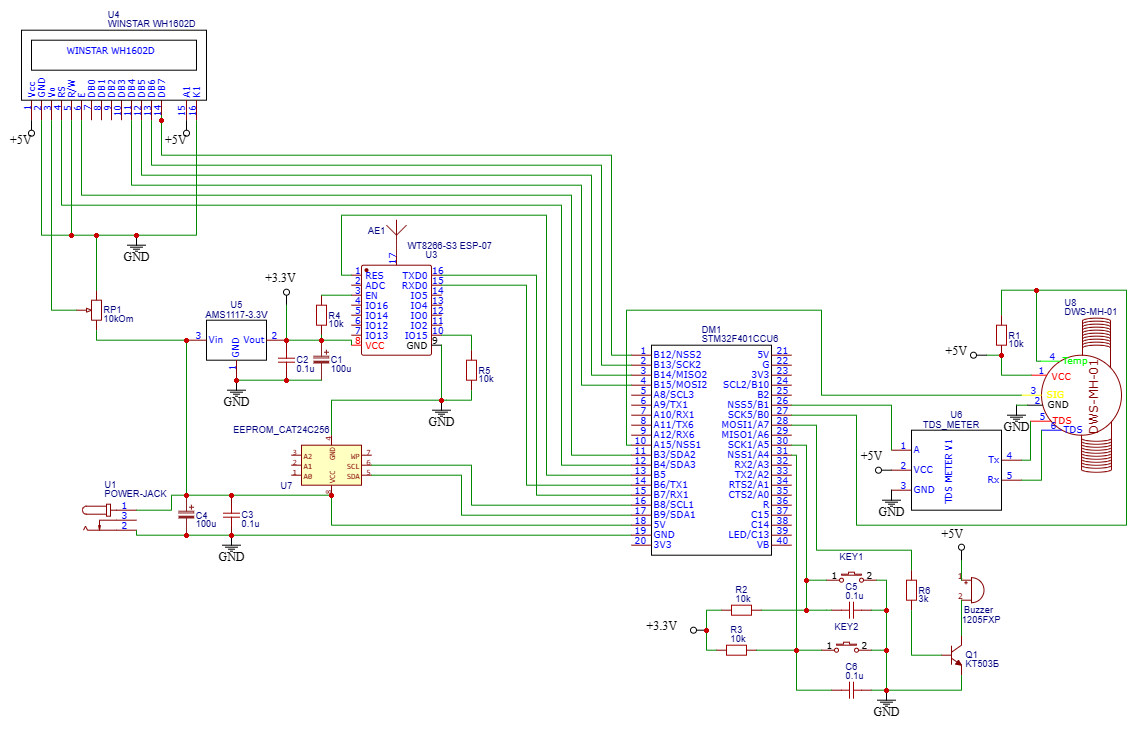 U4
WINSTAR WH1602D
WINSTAR WH1602D
Vcc GND Vo RS R/W E DB0 DB1 DB2 DB3 DB4 DB5 DB6 DB7 A1 K1
1 2 3 4 5 6 7 8 9 10 11 12 13 14 15 16
+5V
+5V
GND
RP1
10kOm
AE1
17
WT8266-S3 ESP-07
U3
1 RES TXD0 16
2 ADC RXD0 15
3 EN IO5 14
4 IO16 IO4 13
5 IO14 IO0 12
6 IO12 IO2 11
7 IO13 IO15 10
8 VCC GND 9
+3.3V
U5
AMS1117-3.3V
3 Vin Vout 2
GND
1
GND
R4
10k
C2
0.1u
C1
100u
R5
10k
GND
EEPROM_CAT24C256
U7
4
GND
3 A2 WP 7
2 A1 SCL 6
1 A0 SDA 5
VCC
8
U1
POWER-JACK
1
3
2
C4
100u
C3
0.1u
GND
DM1
STM32F401CCU6
1 B12/NSS2 5V 21
2 B13/SCK2 G 22
3 B14/MISO2 3V3 23
4 B15/MOSI2 SCL2/B10 24
5 A8/SCL3 B2 25
6 A9/TX1 NSS5/B1 26
7 A10/RX1 SCK5/B0 27
8 A11/TX6 MOSI1/A7 28
9 A12/RX6 MISO1/A6 29
10 A15/NSS1 SCK1/A5 30
11 B3/SDA2 NSS1/A4 31
12 B4/SDA3 RX2/A3 32
13 B5 TX2/A2 33
14 B6/TX1 RTS2/A1 34
15 B7/RX1 CTS2/A0 35
16 B8/SCL1 R 36
17 B9/SDA1 C15 37
18 5V C14 38
19 GND LED/C13 39
20 3V3 VB 40
R1
10k
+5V
U8
DWS-MH-01
4 Temp
1 VCC
3 SIG
2 GND
5 TDS
6 TDS
DWS-MH-01
GND
U6
TDS_METER
1 A
2 VCC
3 GND
TDS METER V1
Tx 4
Rx 5
+5V
GND
KEY1
1 2
C5
0.1u
KEY2
1 2
C6
0.1u
R2
10k
R3
10k
+3.3V
GND
R6
3k
+5V
1
2
Buzzer
1205FXP
Q1
КТ503Б